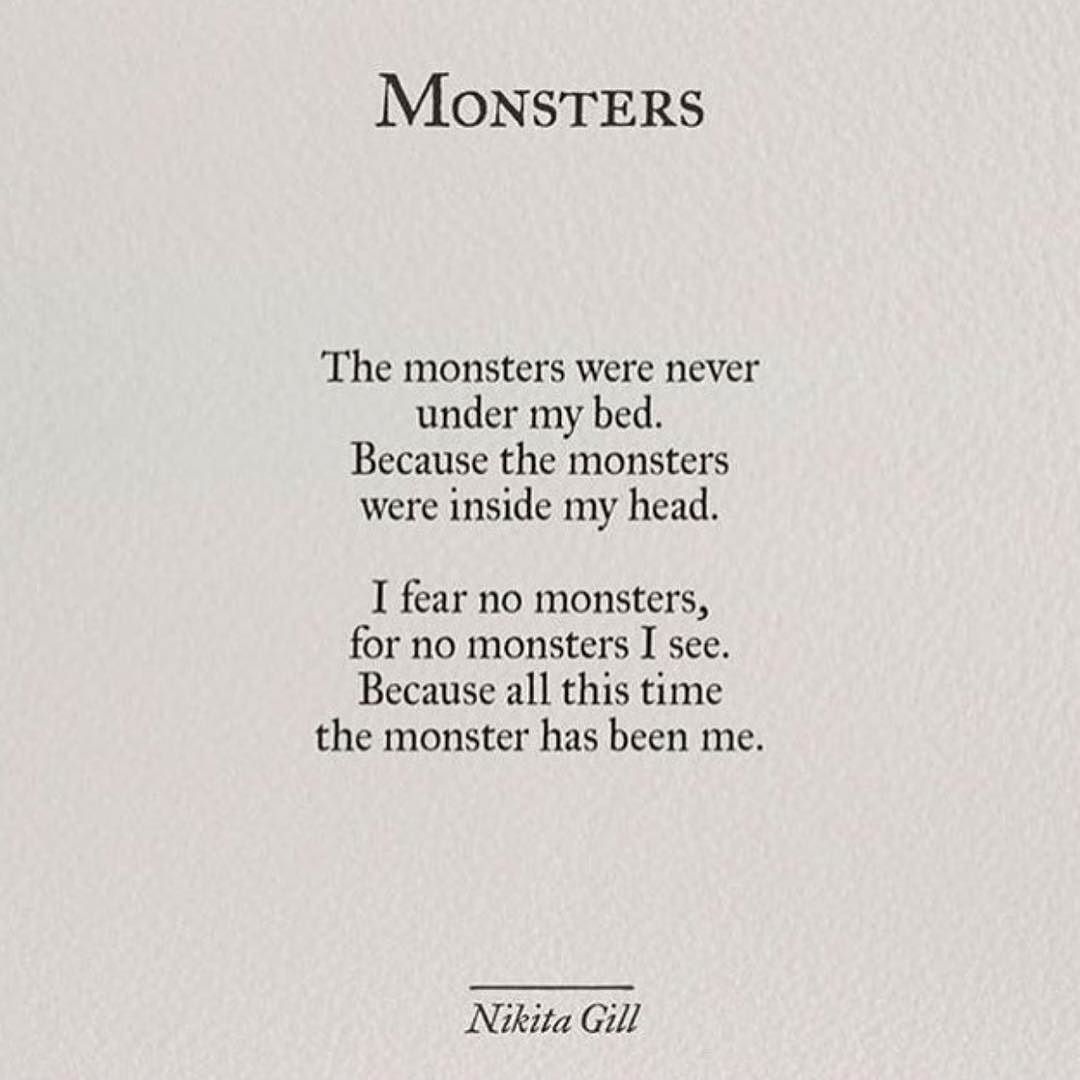 MONSTERS
The monsters were never
under my bed.
Because the monsters
were inside my head.
I fear no monsters,
for no monsters I see.
Because all this time
the monster has been me.
Nikita Gill